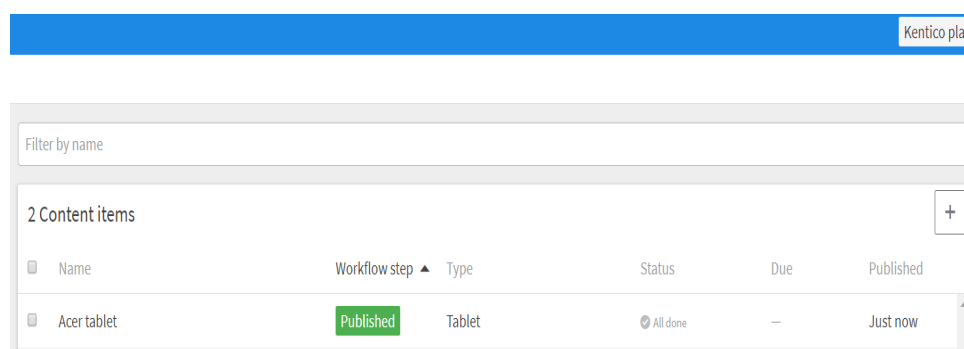 Kentico pla
Filter by name
2 Content items
+
Name Workflow step ▲ Type Status Due Published
Acer tablet Published Tablet All done — Just now